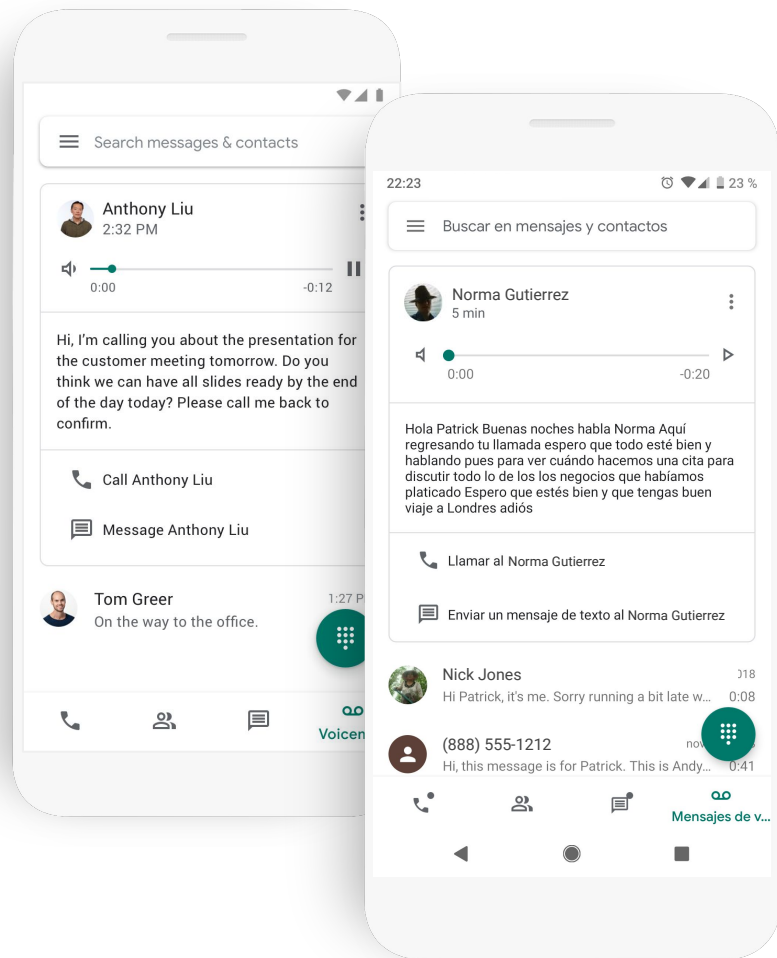 Search messages & contacts
Anthony Liu
2:32 PM
0:00 -0:12
Hi, I'm calling you about the presentation for
the customer meeting tomorrow. Do you
think we can have all slides ready by the end
of the day today? Please call me back to
confirm.
Call Anthony Liu
Message Anthony Liu
Tom Greer 1:27 P
On the way to the office.
Voicem
22:23 23 %
Buscar en mensajes y contactos
Norma Gutierrez
5 min
0:00 -0:20
Hola Patrick Buenas noches habla Norma Aquí
regresando tu llamada espero que todo esté bien y
hablando pues para ver cuándo hacemos una cita para
discutir todo lo de los los negocios que habíamos
platicado Espero que estés bien y que tengas buen
viaje a Londres adiós
Llamar al Norma Gutierrez
Enviar un mensaje de texto al Norma Gutierrez
Nick Jones 018
Hi Patrick, it's me. Sorry running a bit late w... 0:08
(888) 555-1212 nov
Hi, this message is for Patrick. This is Andy... 0:41
Mensajes de v...